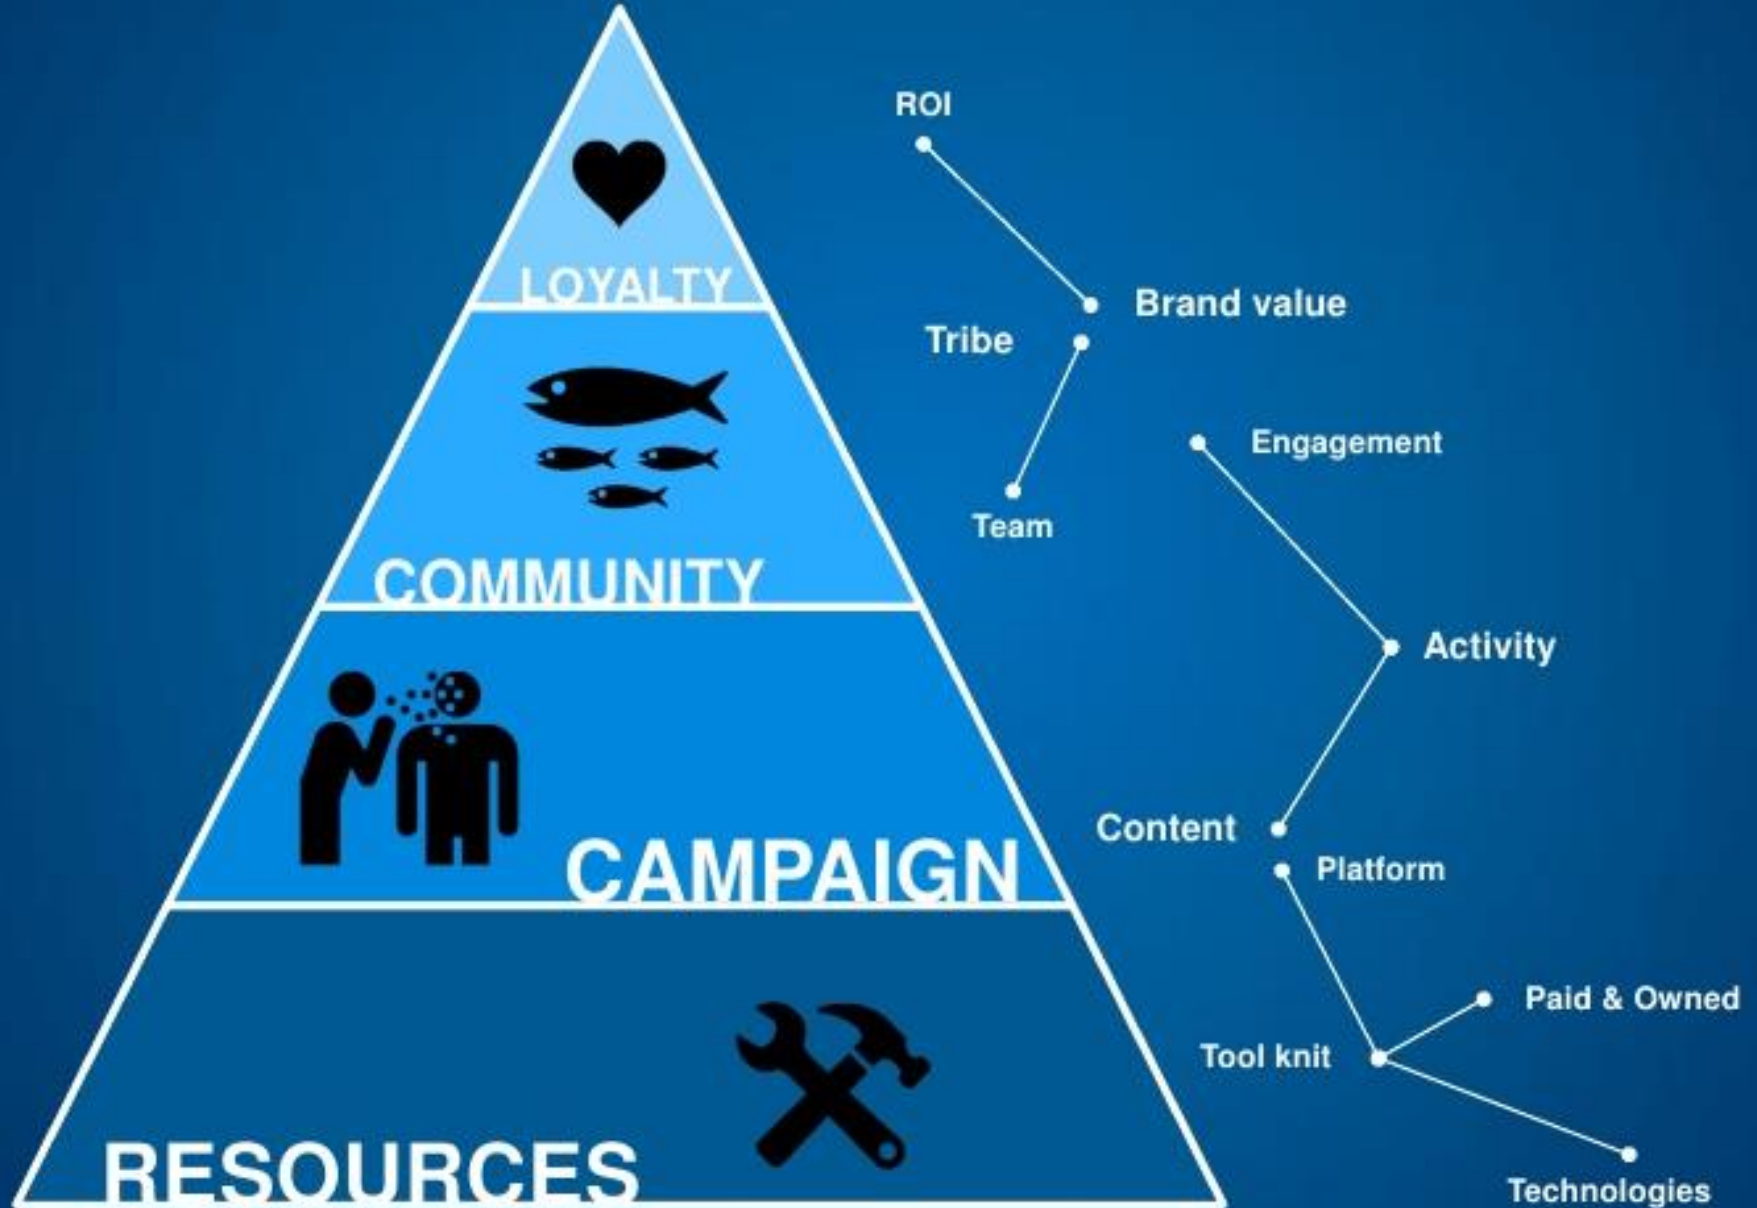 ROI
LOYALTY
Brand value
Tribe
Engagement
Team
COMMUNITY
Activity
Content
CAMPAIGN
Platform
Paid & Owned
Tool knit
RESOURCES
Technologies